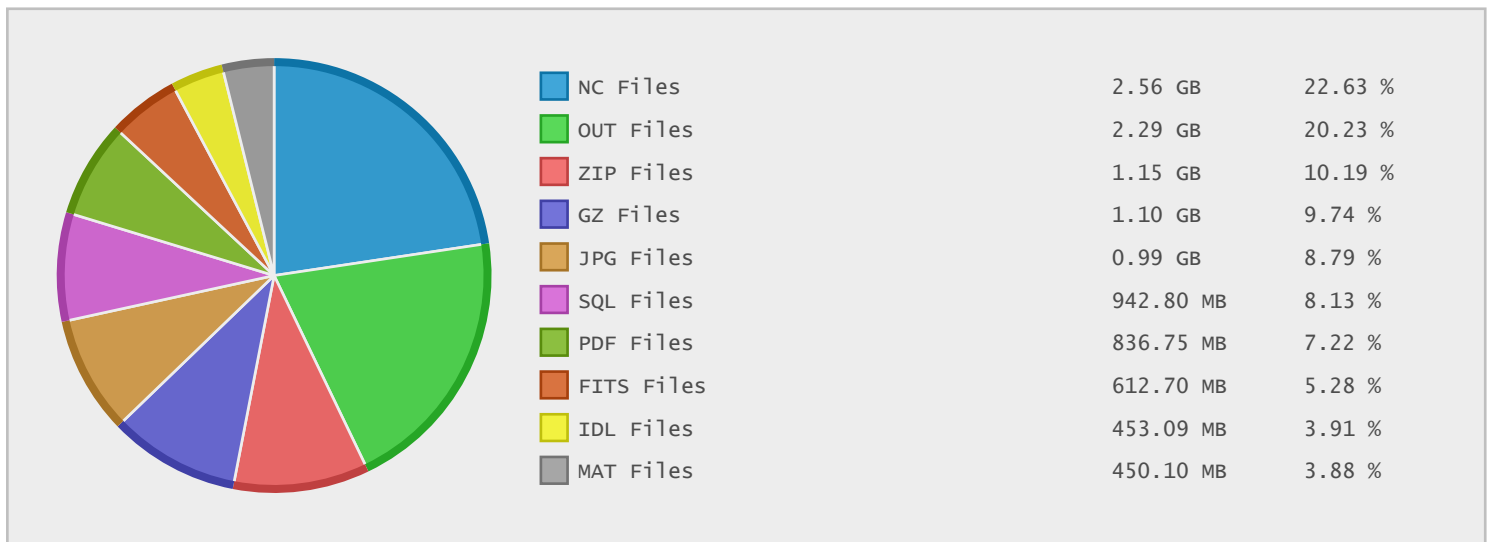 NC Files 2.56 GB 22.63 %
OUT Files 2.29 GB 20.23 %
ZIP Files 1.15 GB 10.19 %
GZ Files 1.10 GB 9.74 %
JPG Files 0.99 GB 8.79 %
SQL Files 942.80 MB 8.13 %
PDF Files 836.75 MB 7.22 %
FITS Files 612.70 MB 5.28 %
IDL Files 453.09 MB 3.91 %
MAT Files 450.10 MB 3.88 %